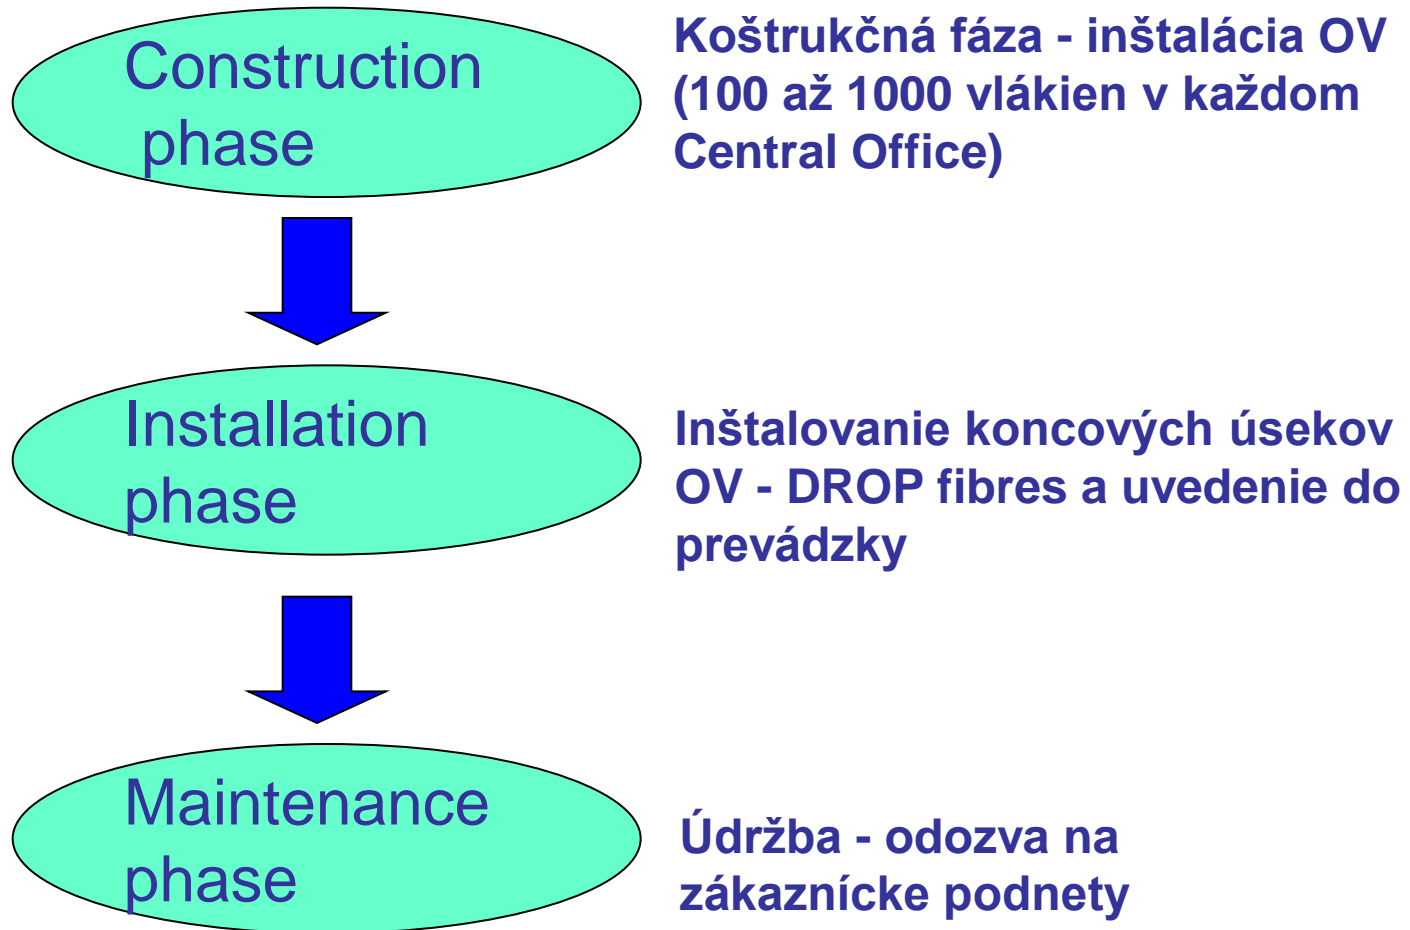 Construction
phase
Koštrukčná fáza - inštalácia OV
(100 až 1000 vlákien v každom
Central Office)
Installation
phase
Inštalovanie koncových úsekov
OV - DROP fibres a uvedenie do
prevádzky
Maintenance
phase
Údržba - odozva na
zákaznícke podnety